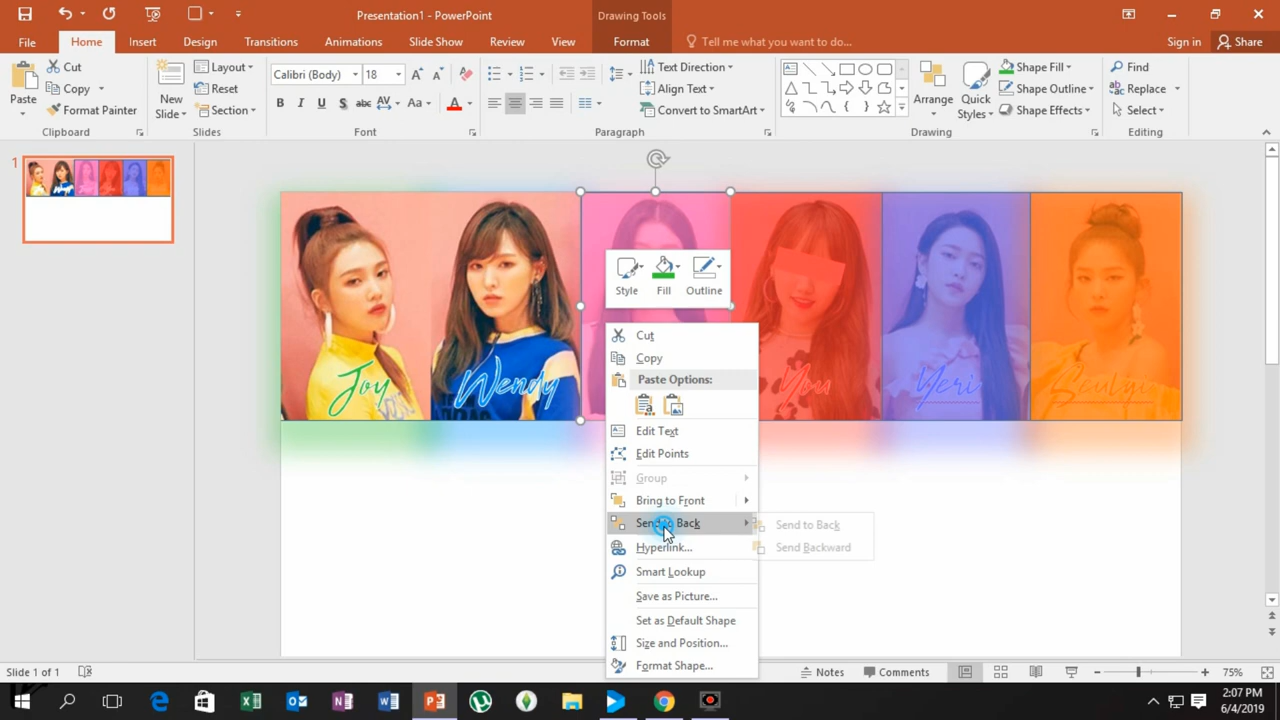 Presentation1 - PowerPoint
Drawing Tools
File
Home
Insert
Design
Transitions
Animations
Slide Show
Review
View
Format
Tell me what you want to do...
Sign in
Share
Paste
Cut
Copy
Format Painter
Clipboard
New
Slide
Layout
Reset
Section
Slides
Calibri (Body)
18
B I U S abc AV Aa A
Font
Text Direction
Align Text
Convert to SmartArt
Paragraph
Arrange
Quick
Styles
Shape Fill
Shape Outline
Shape Effects
Drawing
Find
Replace
Select
Editing
1
Joy
Wendy
You
Yeri
Style
Fill
Outline
Cut
Copy
Paste Options:
Edit Text
Edit Points
Group
Bring to Front
Send to Back
Send to Back
Send Backward
Hyperlink...
Smart Lookup
Save as Picture...
Set as Default Shape
Size and Position...
Format Shape...
Slide 1 of 1
Notes
Comments
75%
2:07 PM
6/4/2019